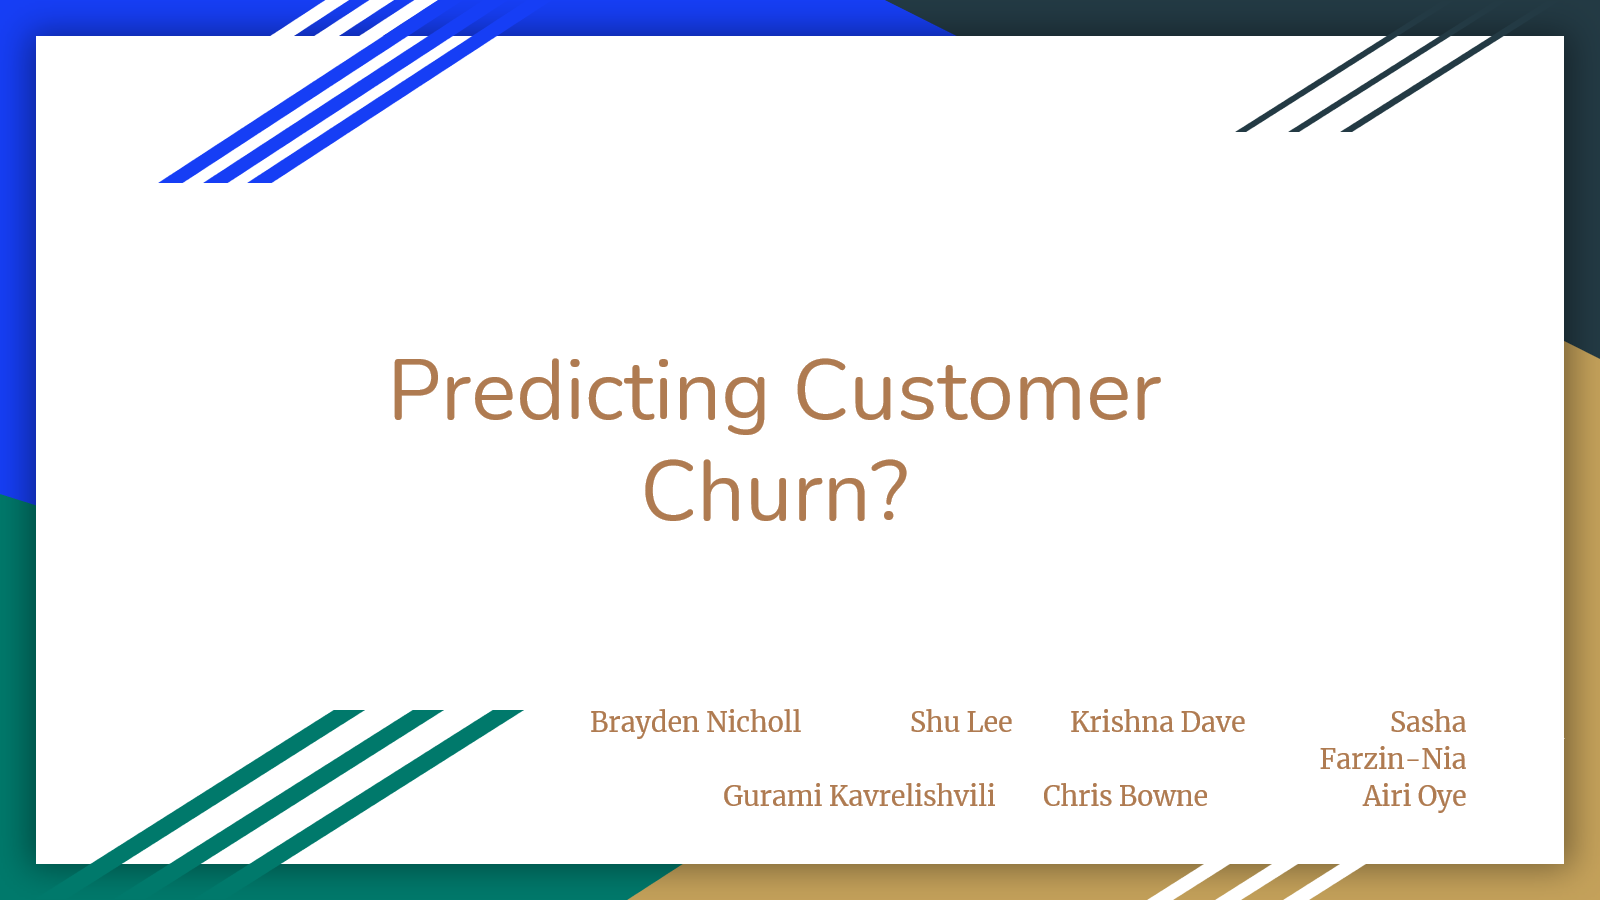 Predicting Customer
Churn?
Brayden Nicholl Shu Lee Krishna Dave Sasha
Farzin-Nia
Gurami Kavrelishvili Chris Bowne Airi Oye